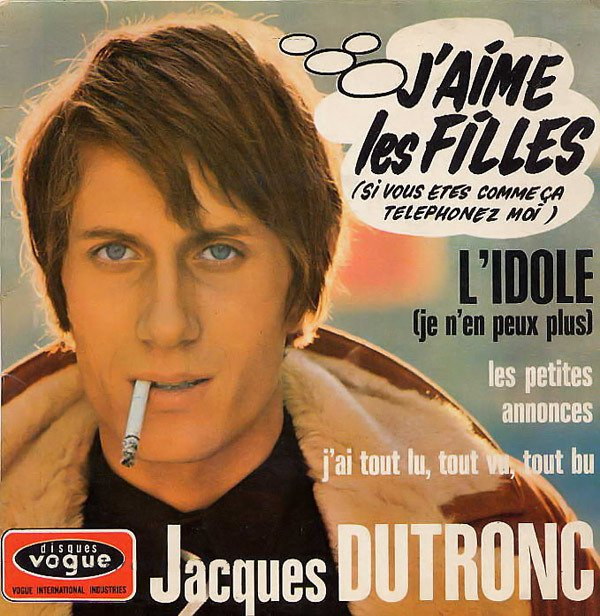 J'AIME
les FILLES
(SI VOUS ETES COMME ÇA
TELEPHONEZ MOI)
L'IDOLE
(je n'en peux plus)
les petites
annonces
j'ai tout lu, tout vu, tout bu
Jacques DUTRONC
disques
vogue
VOGUE INTERNATIONAL INDUSTRIES